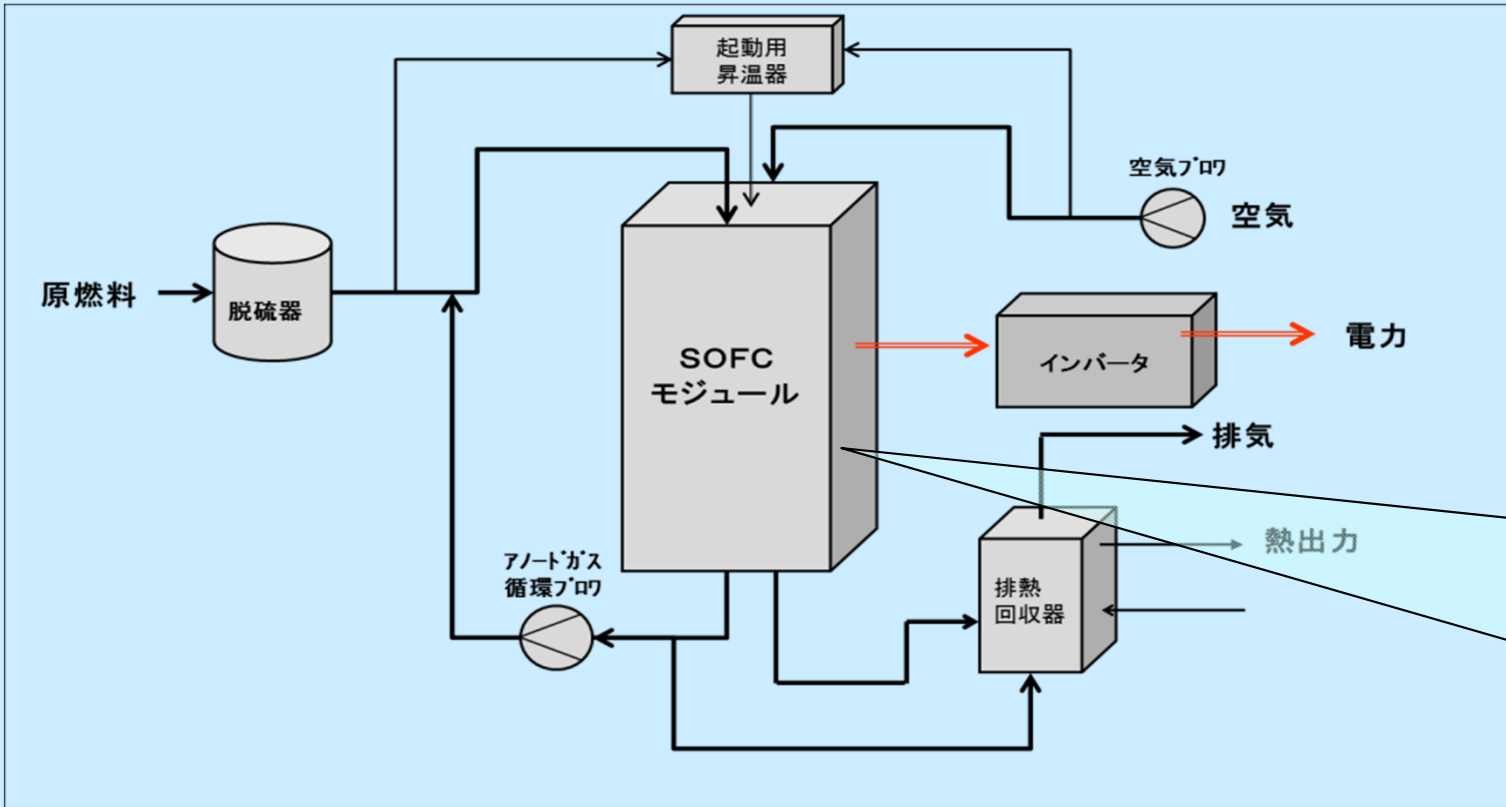 起動用
昇温器
空気ﾌﾞﾛﾜ
空気
原燃料
脱硫器
SOFC
モジュール
インバータ
電力
排気
熱出力
アノードガス
循環ﾌﾞﾛﾜ
排熱
回収器